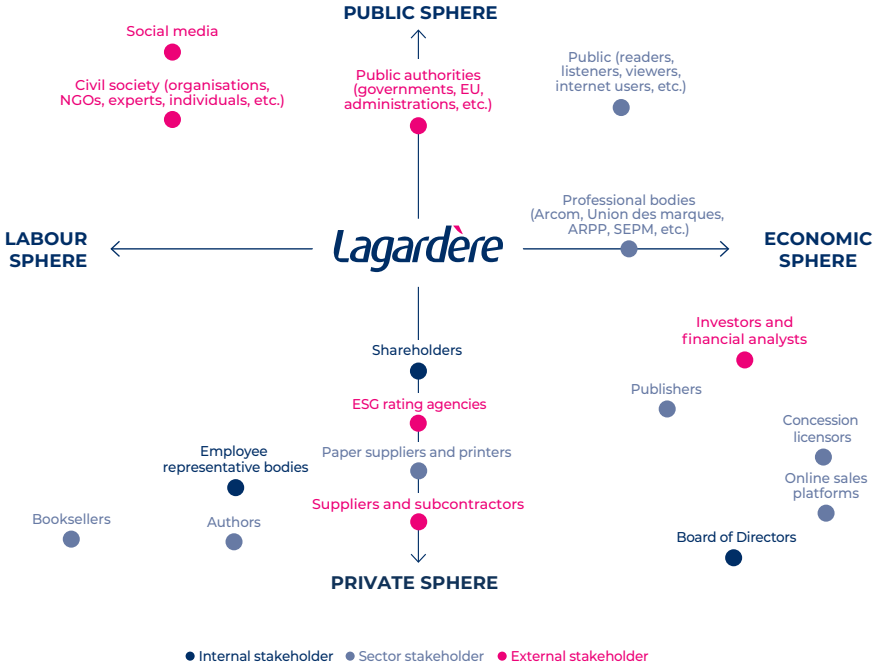 PUBLIC SPHERE
Social media
Civil society (organisations,
NGOs, experts, individuals, etc.)
Public authorities
(governments, EU,
administrations, etc.)
Public (readers,
listeners, viewers,
internet users, etc.)
Professional bodies
(Arcom, Union des marques,
ARPP, SEPM, etc.)
LABOUR
SPHERE
Lagardère
ECONOMIC
SPHERE
Shareholders
Investors and
financial analysts
ESG rating agencies
Publishers
Concession
licensors
Employee
representative bodies
Paper suppliers and printers
Online sales
platforms
Suppliers and subcontractors
Booksellers
Authors
Board of Directors
PRIVATE SPHERE
Internal stakeholder
Sector stakeholder
External stakeholder